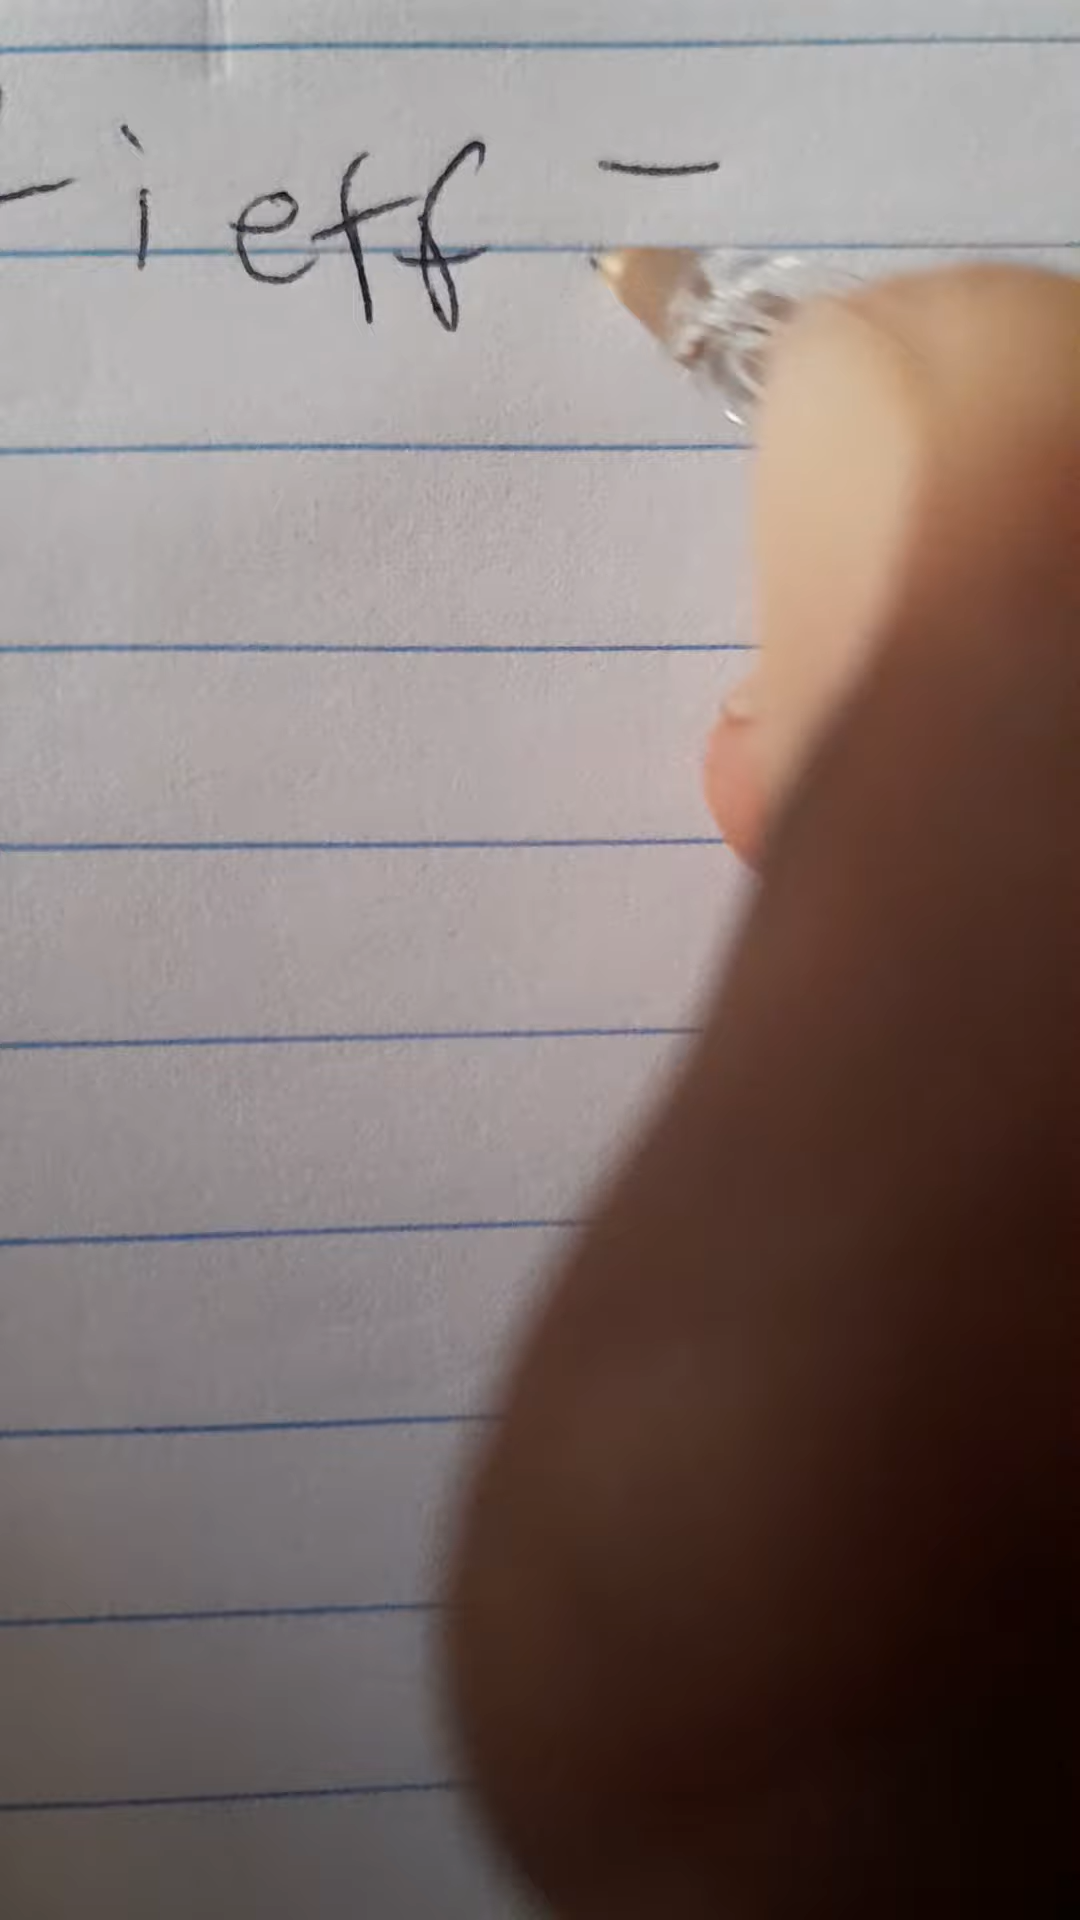 ieff =